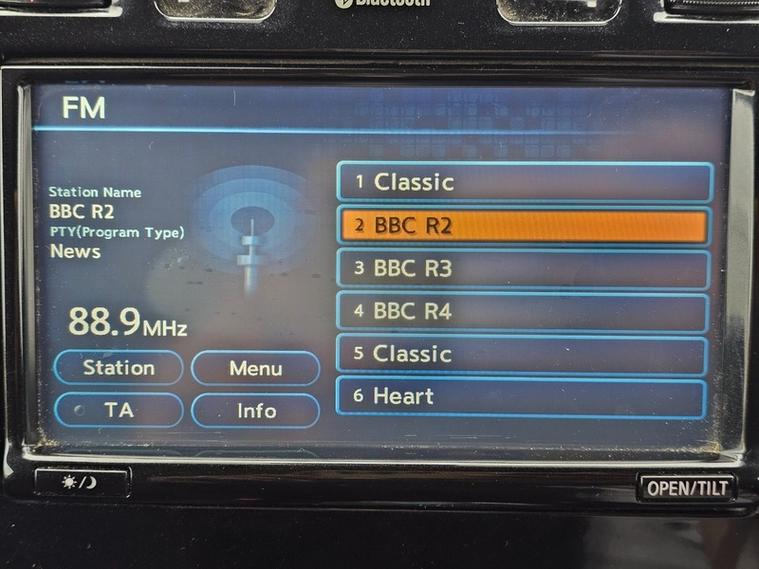 Bluetooth
FM
Station Name
BBC R2
PTY(Program Type)
News
88.9MHz
Station
Menu
TA
Info
1 Classic
2 BBC R2
3 BBC R3
4 BBC R4
5 Classic
6 Heart
OPEN/TILT